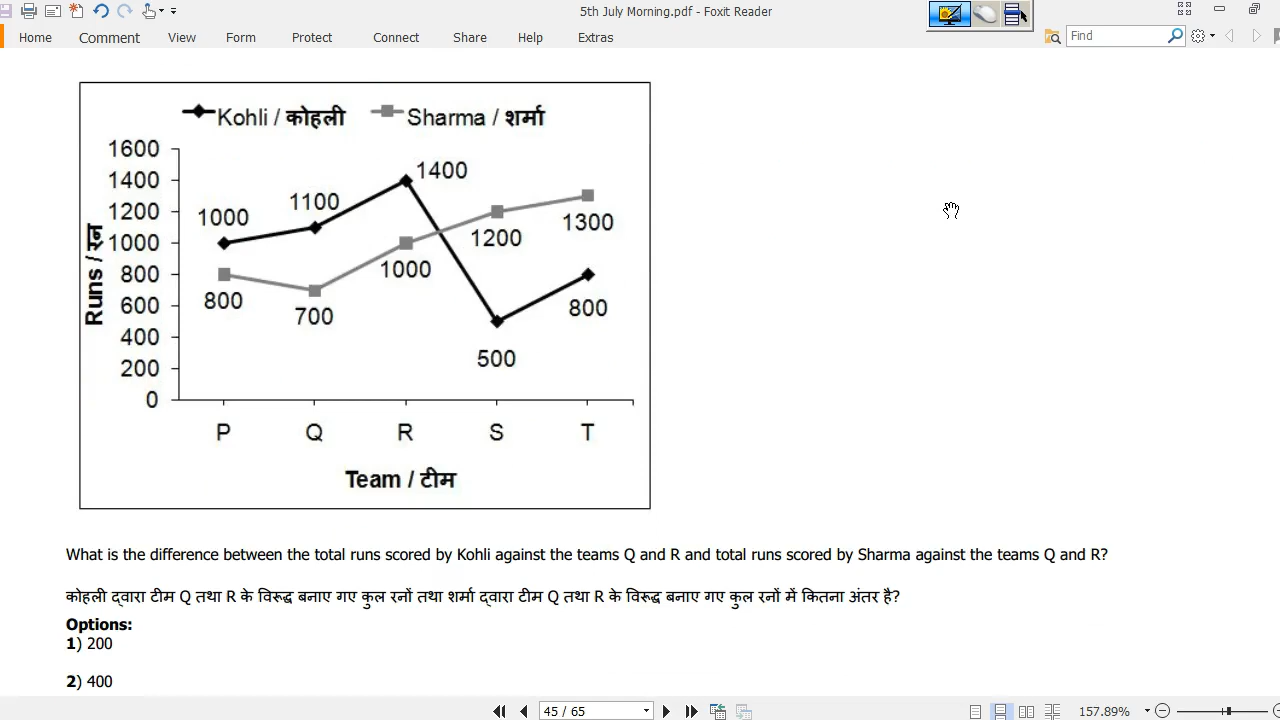 5th July Morning.pdf - Foxit Reader
Home Comment View Form Protect Connect Share Help Extras
Find
Kohli / कोहली Sharma / शर्मा
Runs / रन
1600
1400
1200
1000
800
600
400
200
0
1000 1100 1400 500 800
800 700 1000 1200 1300
P Q R S T
Team / टीम
What is the difference between the total runs scored by Kohli against the teams Q and R and total runs scored by Sharma against the teams Q and R?
कोहली द्वारा टीम Q तथा R के विरूद्ध बनाए गए कुल रनों तथा शर्मा द्वारा टीम Q तथा R के विरूद्ध बनाए गए कुल रनों में कितना अंतर है?
Options:
1) 200
2) 400
45 / 65
157.89%